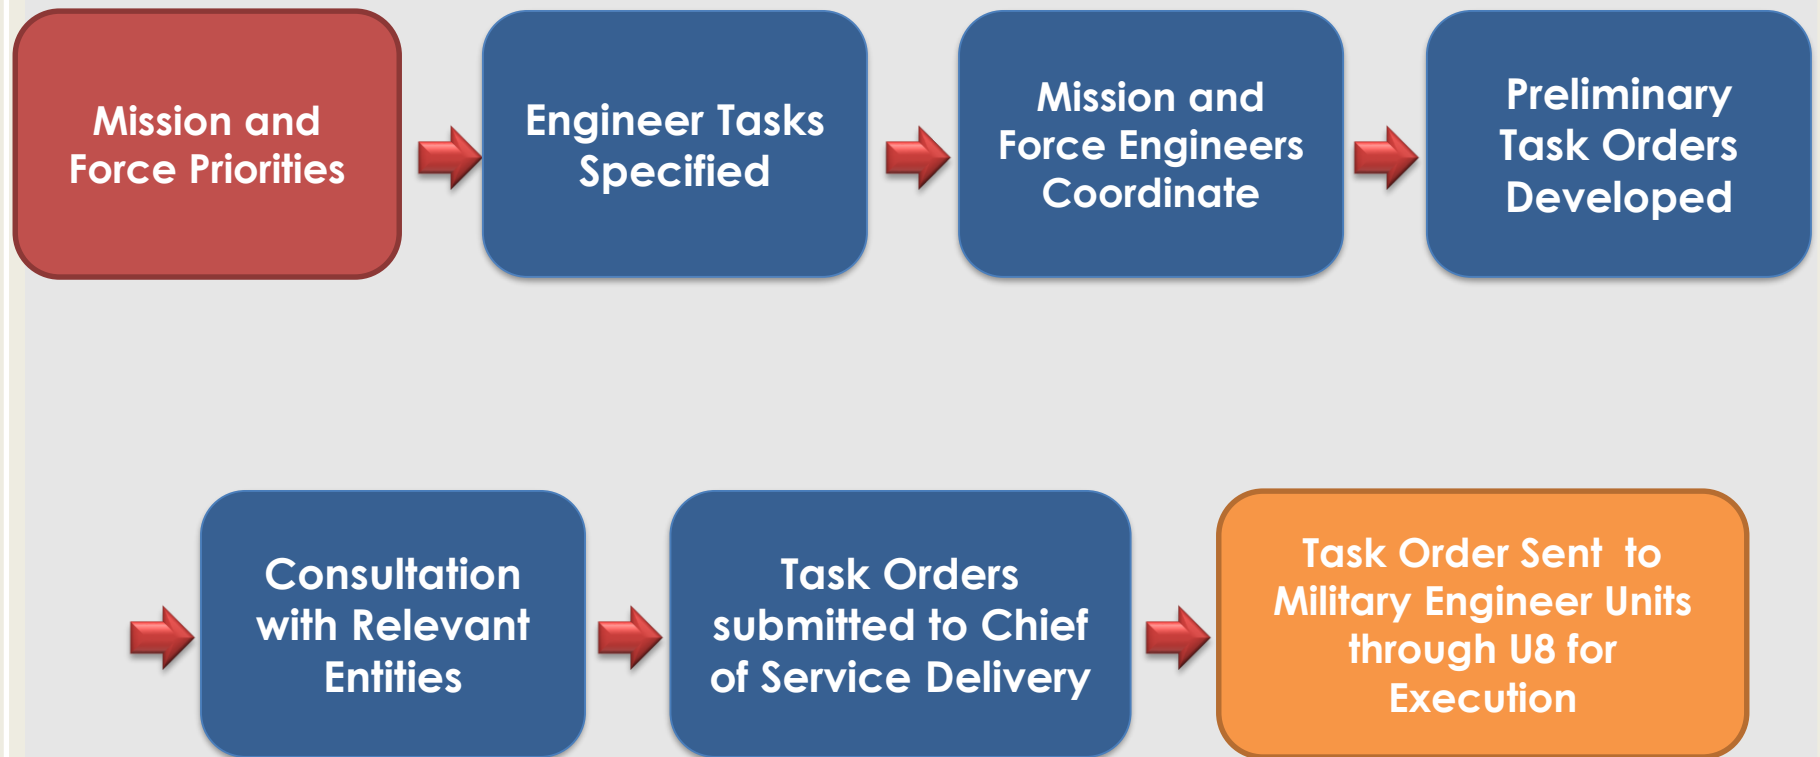 Mission and
Force Priorities
Engineer Tasks
Specified
Mission and
Force Engineers
Coordinate
Preliminary
Task Orders
Developed
Consultation
with Relevant
Entities
Task Orders
submitted to Chief
of Service Delivery
Task Order Sent  to
Military Engineer Units
through U8 for
Execution